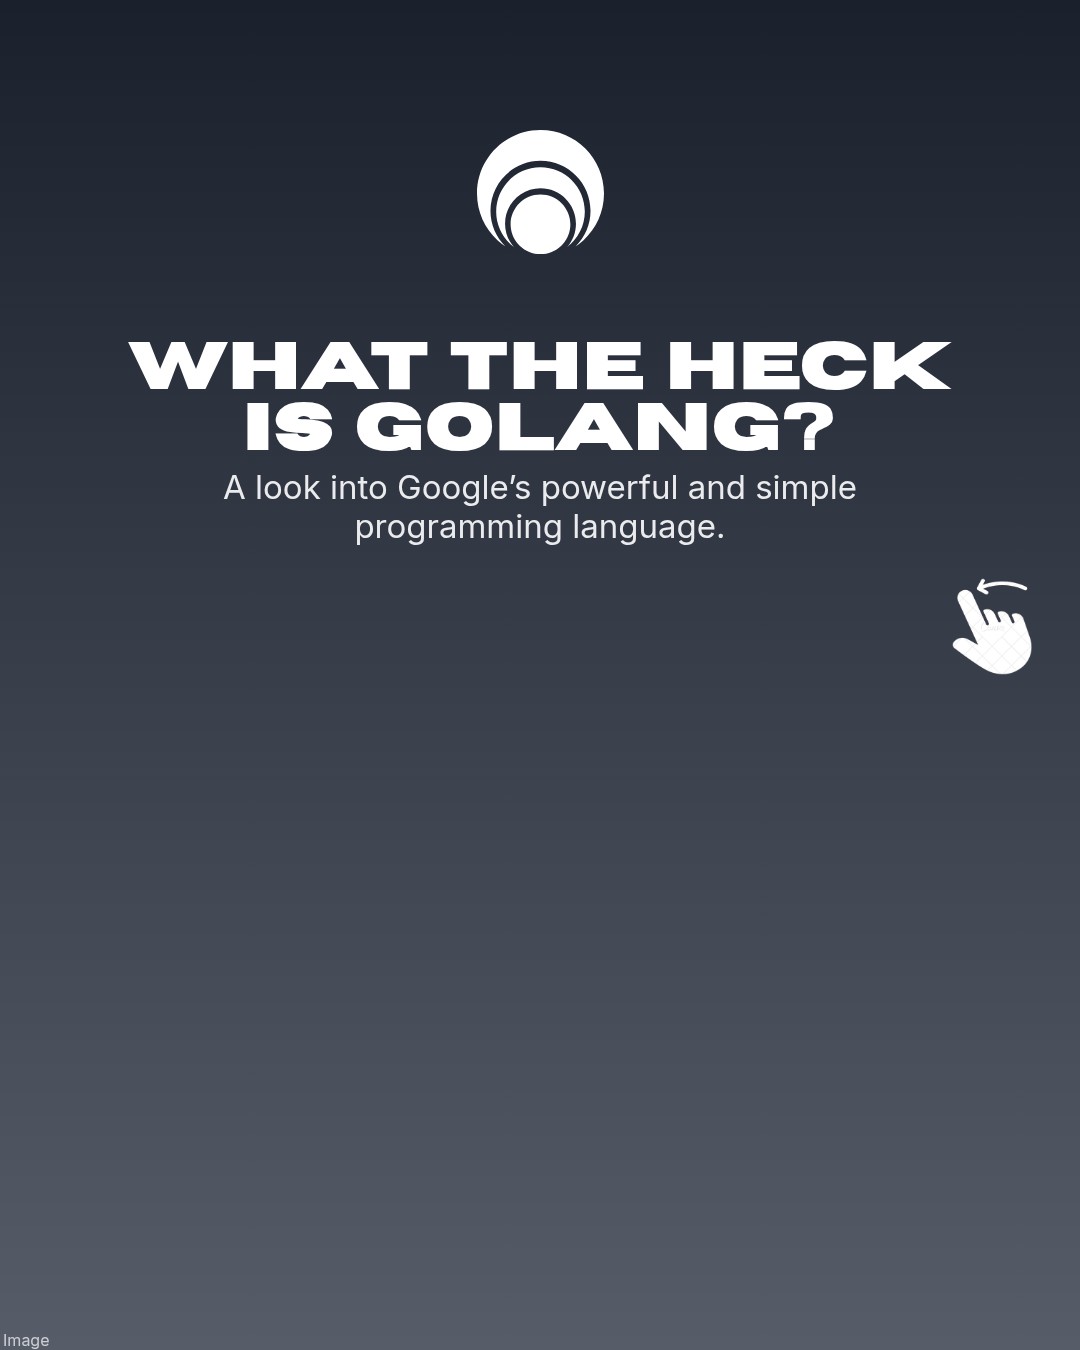 WHAT THE HECK
IS GOLANG?
A look into Google’s powerful and simple
programming language.
Image